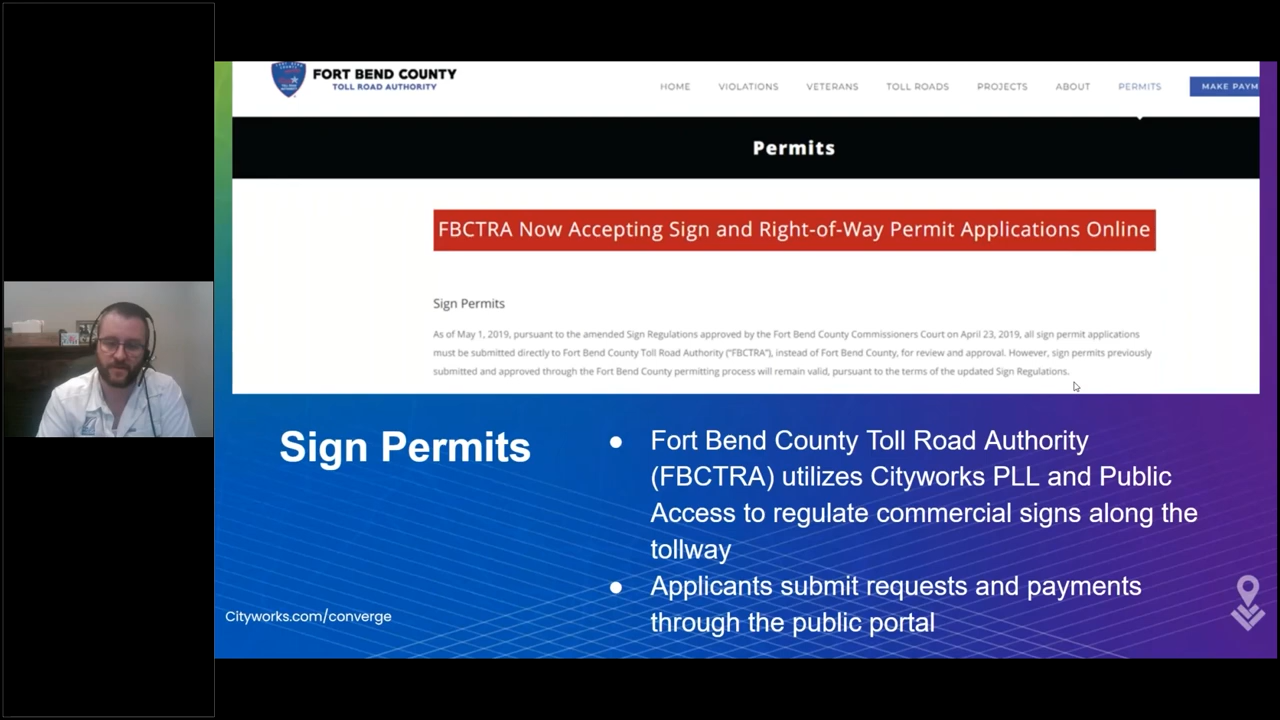 FORT BEND COUNTY
TOLL ROAD AUTHORITY
HOME VIOLATIONS VETERANS TOLL ROADS PROJECTS ABOUT PERMITS MAKE PAYM
Permits
FBCTRA Now Accepting Sign and Right-of-Way Permit Applications Online
Sign Permits
As of May 1, 2019, pursuant to the amended Sign Regulations approved by the Fort Bend County Commissioners Court on April 23, 2019, all sign permit applications
must be submitted directly to Fort Bend County Toll Road Authority ("FBCTRA"), instead of Fort Bend County, for review and approval. However, sign permits previously
submitted and approved through the Fort Bend County permitting process will remain valid, pursuant to the terms of the updated Sign Regulations.
Sign Permits
● Fort Bend County Toll Road Authority
(FBCTRA) utilizes Cityworks PLL and Public
Access to regulate commercial signs along the
tollway
● Applicants submit requests and payments
through the public portal
Cityworks.com/converge